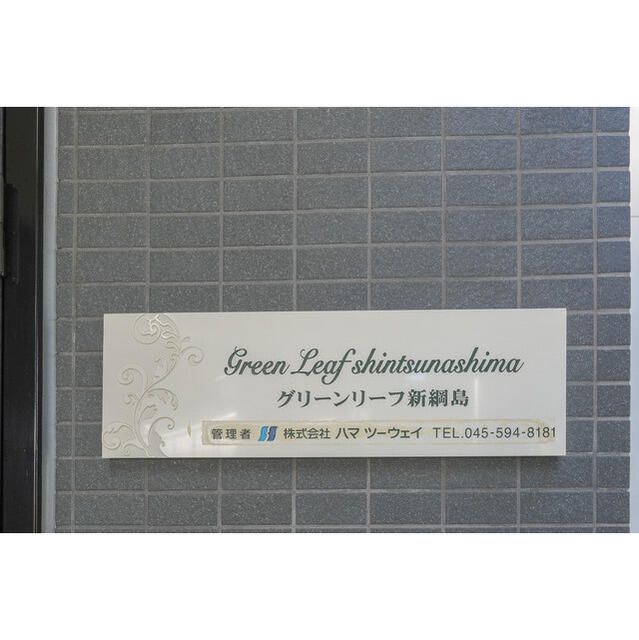 Green Leaf shintsunashima
グリーンリーフ新綱島
管理者 株式会社 ハマ ツーウェイ TEL.045-594-8181